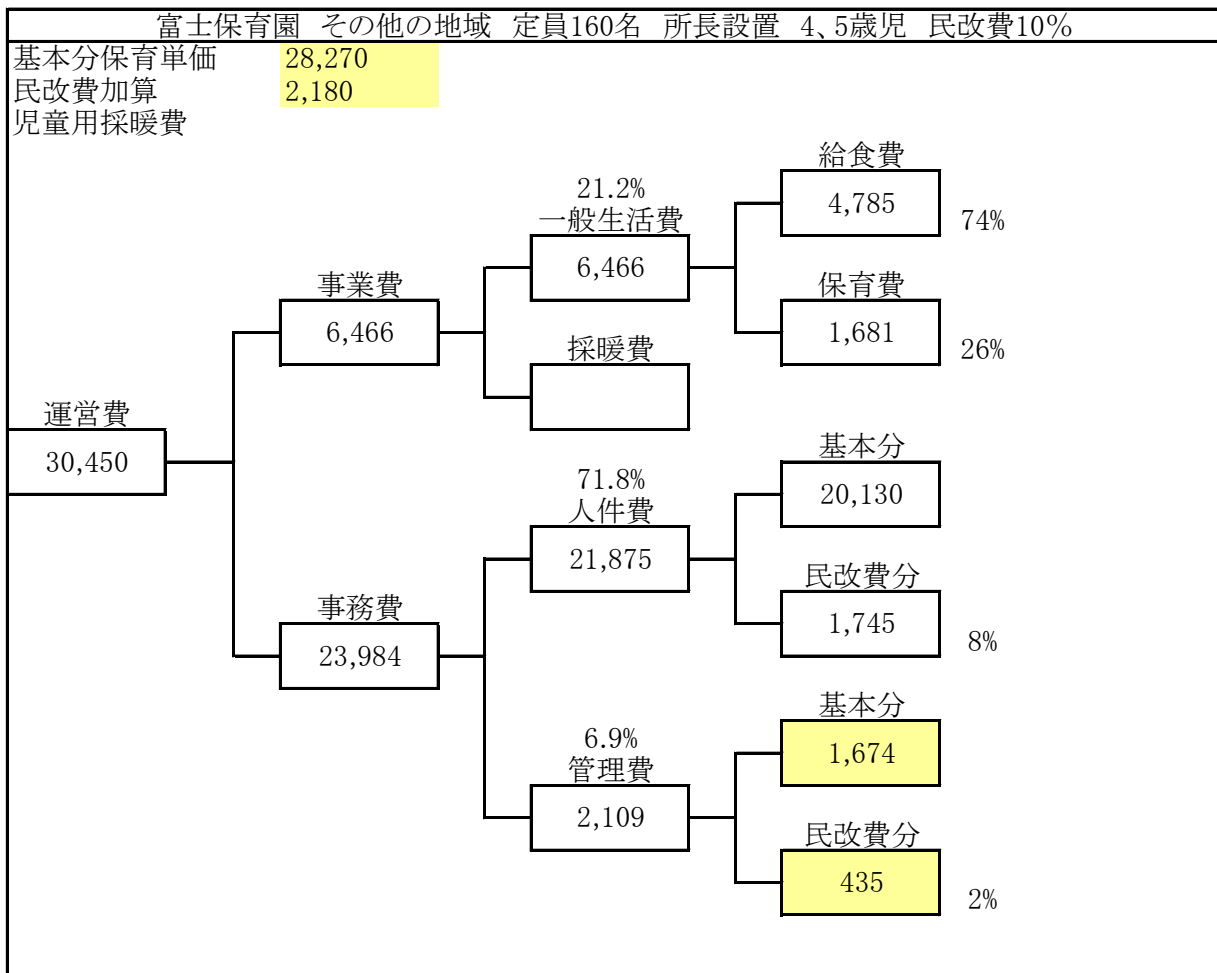 富士保育園 その他の地域 定員160名 所長設置 4、5歳児 民改費10%
基本分保育単価 28,270
民改費加算 2,180
児童用採暖費
給食費
4,785
74%
21.2%
一般生活費
6,466
保育費
1,681
26%
事業費
6,466
採暖費
運営費
30,450
基本分
20,130
71.8%
人件費
21,875
民改費分
1,745
8%
事務費
23,984
基本分
1,674
6.9%
管理費
2,109
民改費分
435
2%